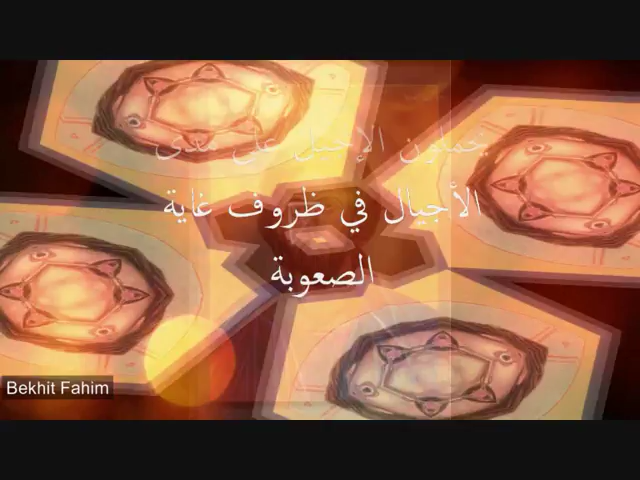 الإنجيل على مدى
الأجيال في ظروف غاية
الصعوبة
Bekhit Fahim